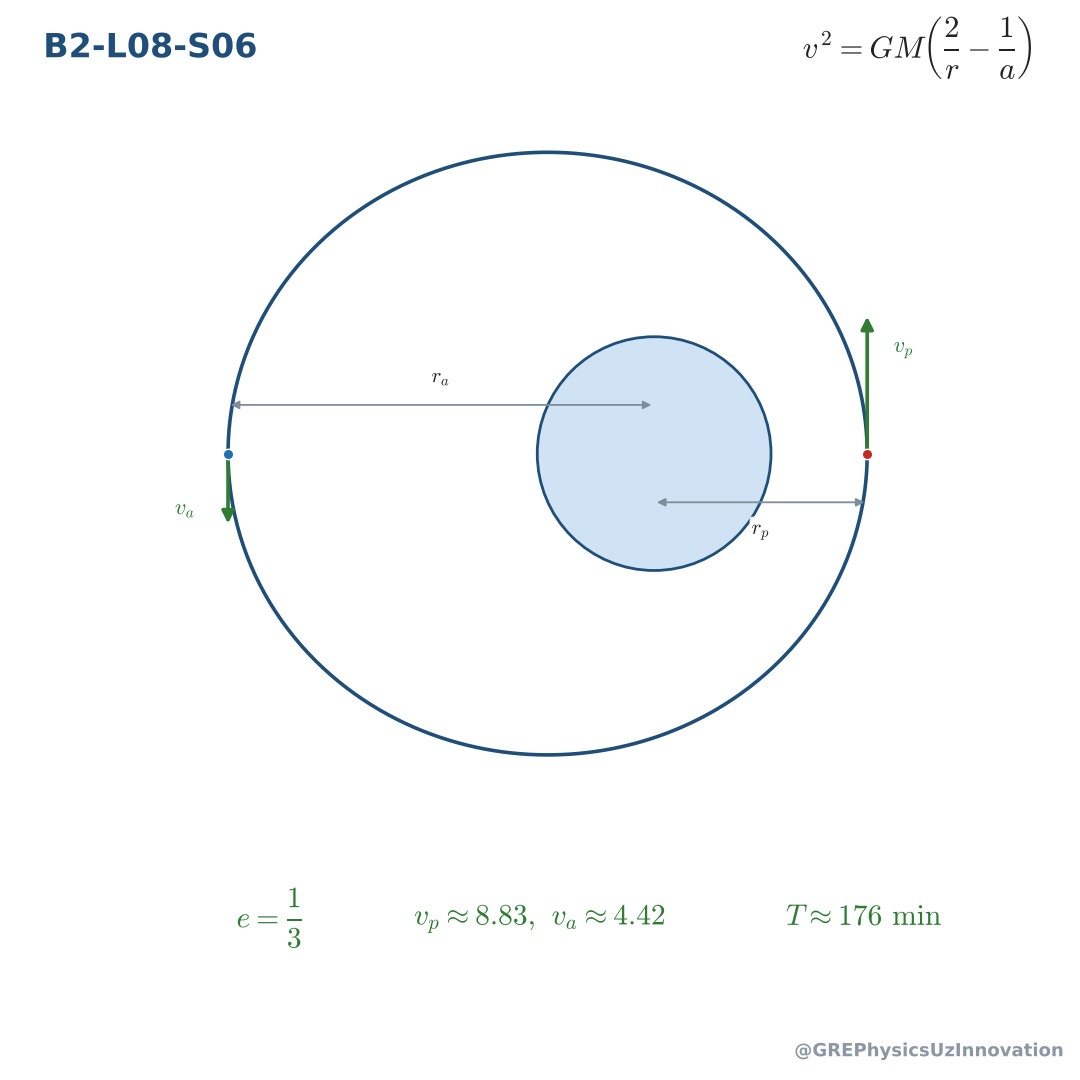 B2-L08-S06
v² = GM(2/r − 1/a)
v_p
r_a
v_a
r_p
e = 1/3
v_p ≈ 8.83, v_a ≈ 4.42
T ≈ 176 min
@GREPhysicsUzInnovation